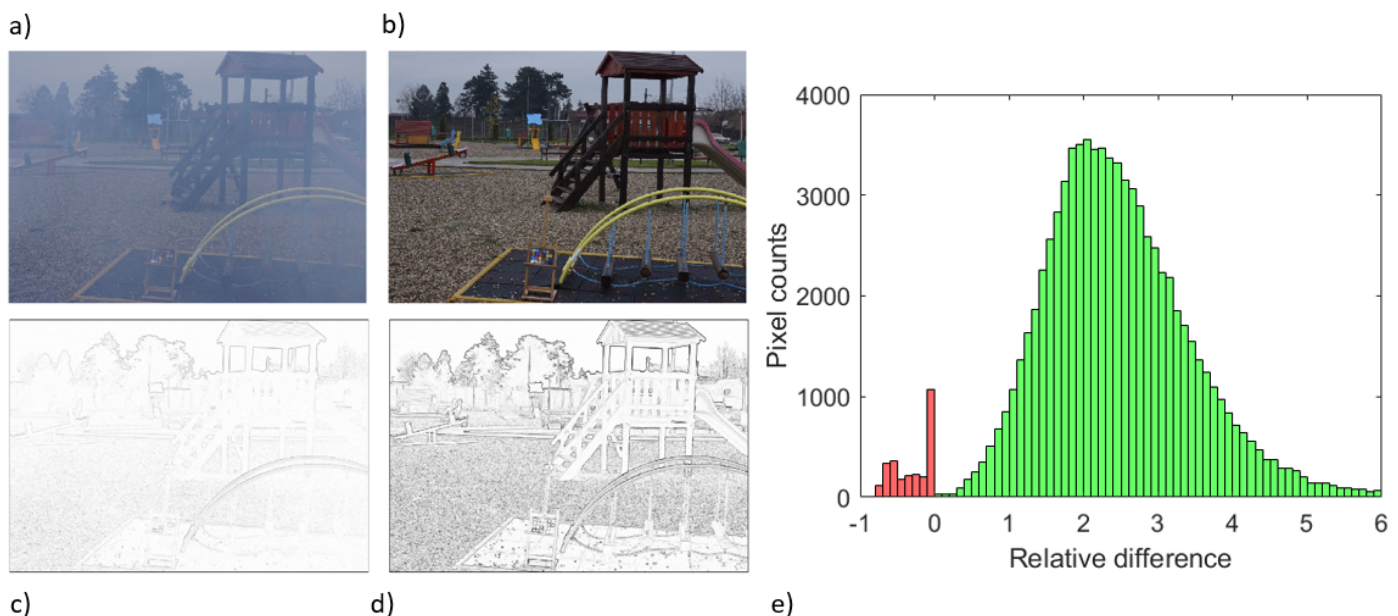 a)
b)
4000
3000
2000
1000
0
Pixel counts
-1 0 1 2 3 4 5 6
Relative difference
c)
d)
e)